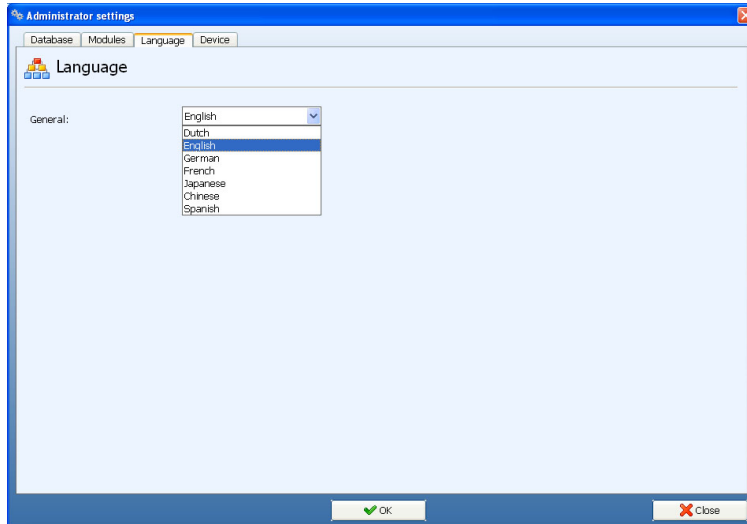 Administrator settings
Database Modules Language Device
Language
General: English
Dutch
English
German
French
Japanese
Chinese
Spanish
OK Close